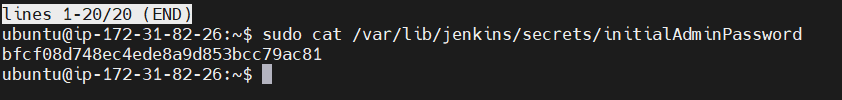 lines 1-20/20 (END)
ubuntu@ip-172-31-82-26:~$ sudo cat /var/lib/jenkins/secrets/initialAdminPassword
bfcf08d748ec4ede8a9d853bcc79ac81
ubuntu@ip-172-31-82-26:~$